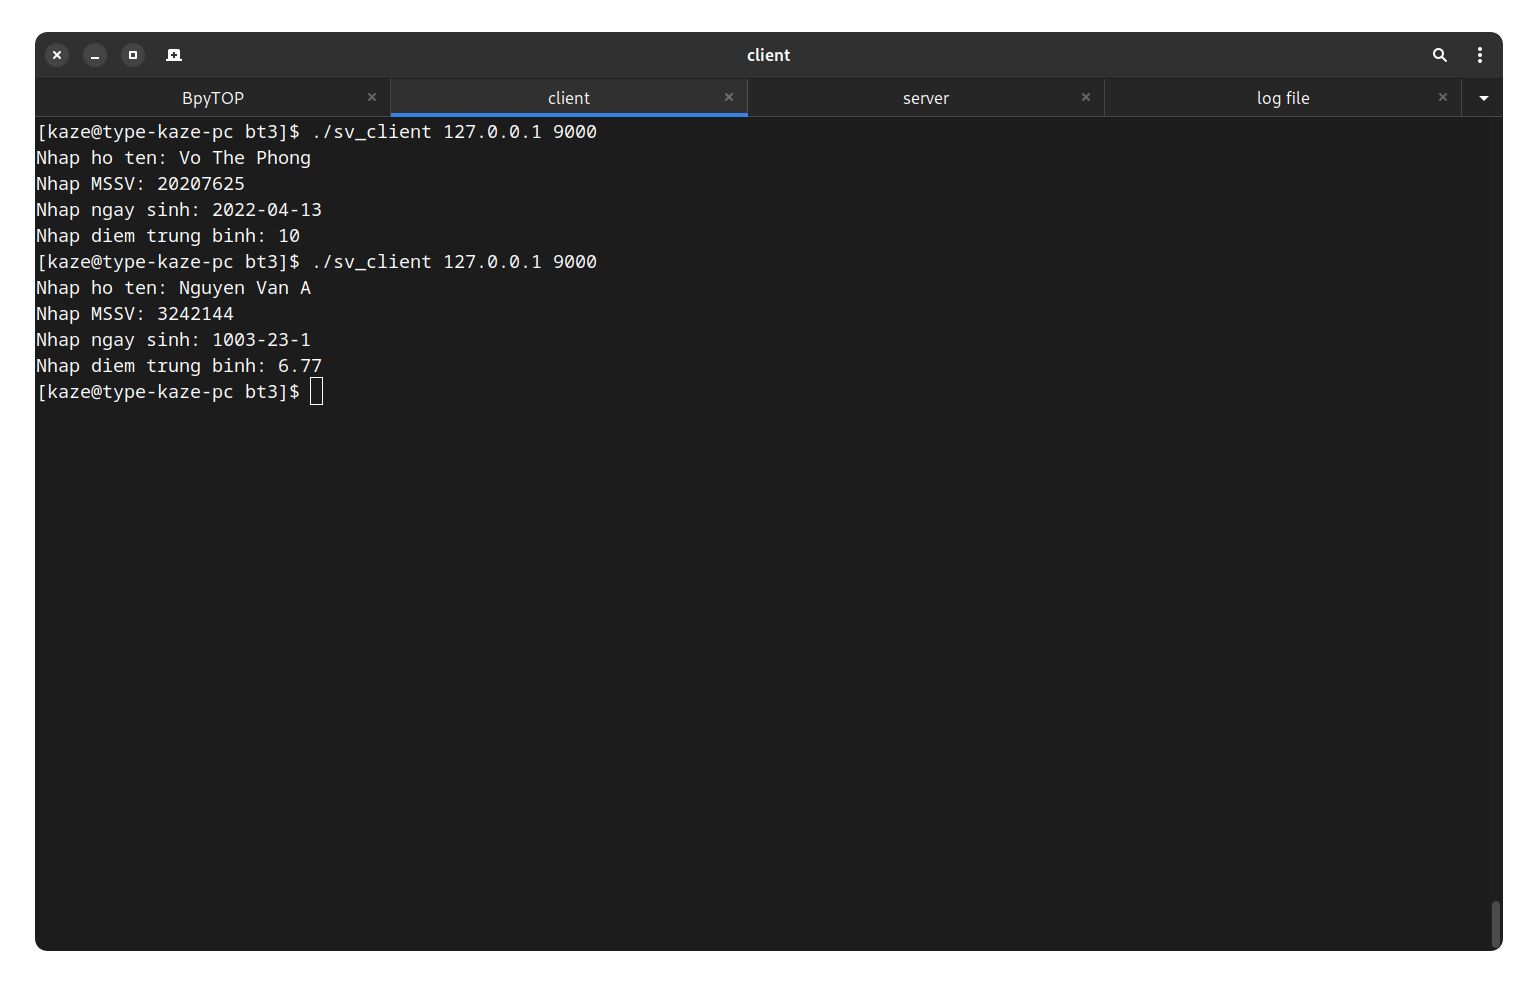 client
BpyTOP
client
server
log file
[kaze@type-kaze-pc bt3]$ ./sv_client 127.0.0.1 9000
Nhap ho ten: Vo The Phong
Nhap MSSV: 20207625
Nhap ngay sinh: 2022-04-13
Nhap diem trung binh: 10
[kaze@type-kaze-pc bt3]$ ./sv_client 127.0.0.1 9000
Nhap ho ten: Nguyen Van A
Nhap MSSV: 3242144
Nhap ngay sinh: 1003-23-1
Nhap diem trung binh: 6.77
[kaze@type-kaze-pc bt3]$